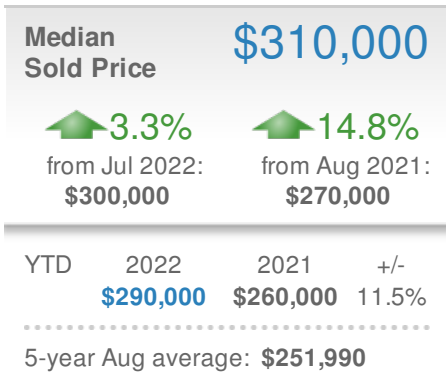 Median
Sold Price
$310,000
3.3%
14.8%
from Jul 2022:
from Aug 2021:
$300,000
$270,000
YTD 2022 2021 +/-
$290,000 $260,000 11.5%
5-year Aug average: $251,990